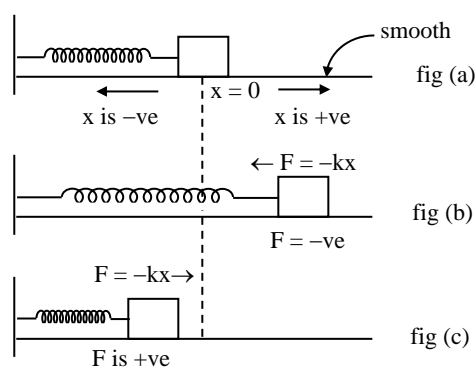 smooth
fig (a)
x = 0
x is −ve
x is +ve
← F = −kx
fig (b)
F = −ve
F = −kx→
fig (c)
F is +ve